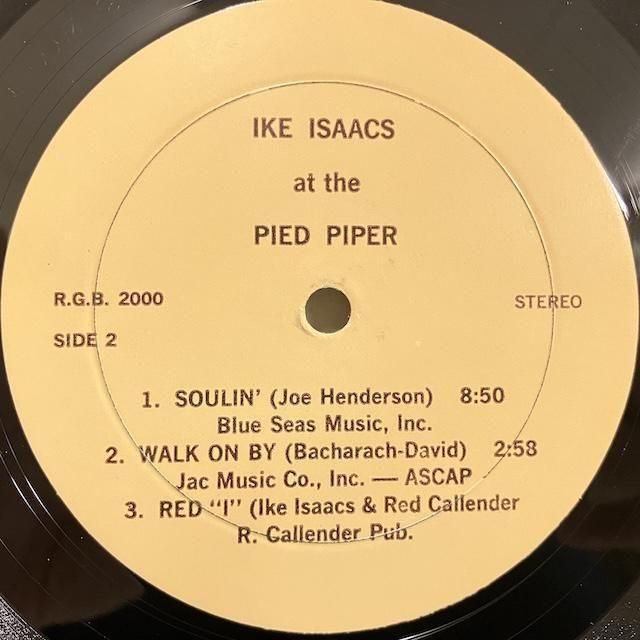 IKE ISAACS
at the
PIED PIPER
R.G.B. 2000
STEREO
SIDE 2
1. SOULIN' (Joe Henderson) 8:50
Blue Seas Music, Inc.
2. WALK ON BY (Bacharach-David) 2:58
Jac Music Co., Inc. — ASCAP
3. RED "I" (Ike Isaacs & Red Callender
R. Callender Pub.